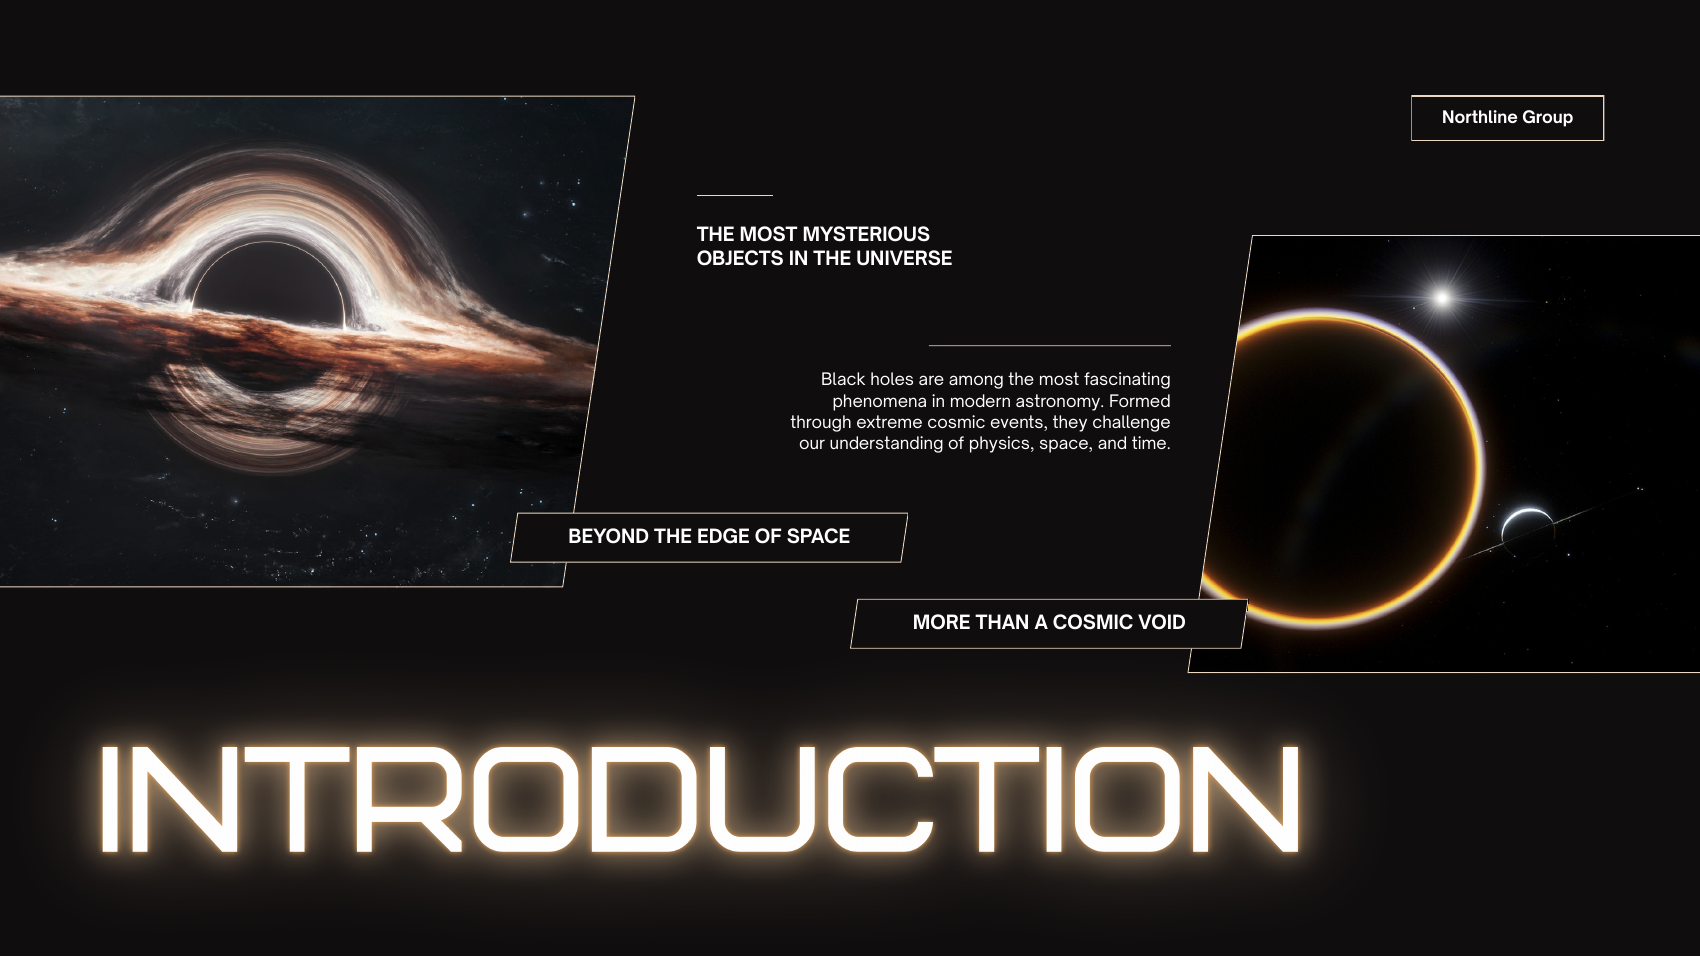 Northline Group
THE MOST MYSTERIOUS
OBJECTS IN THE UNIVERSE
Black holes are among the most fascinating
phenomena in modern astronomy. Formed
through extreme cosmic events, they challenge
our understanding of physics, space, and time.
BEYOND THE EDGE OF SPACE
MORE THAN A COSMIC VOID
INTRODUCTION